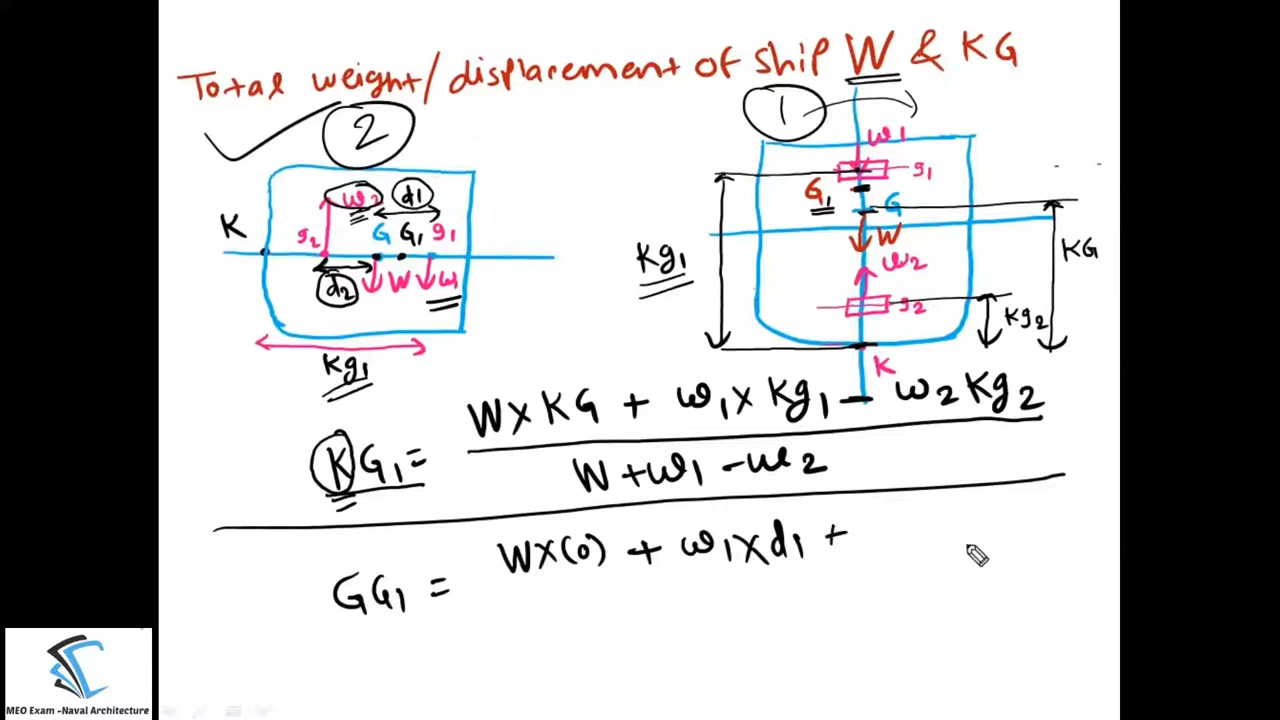 Total weight/displacement of ship W & KG
2
1
w2 d1
K g2 G G1 g1
d2 W w1
Kg1
w1
g1
G1 G
W
Kg1 w2 KG
g2 Kg2
K
KG1 = W×KG + w1×Kg1 - w2Kg2
W+w1-w2
GG1 = W×(0) + w1×d1 +
MEO Exam -Naval Architecture